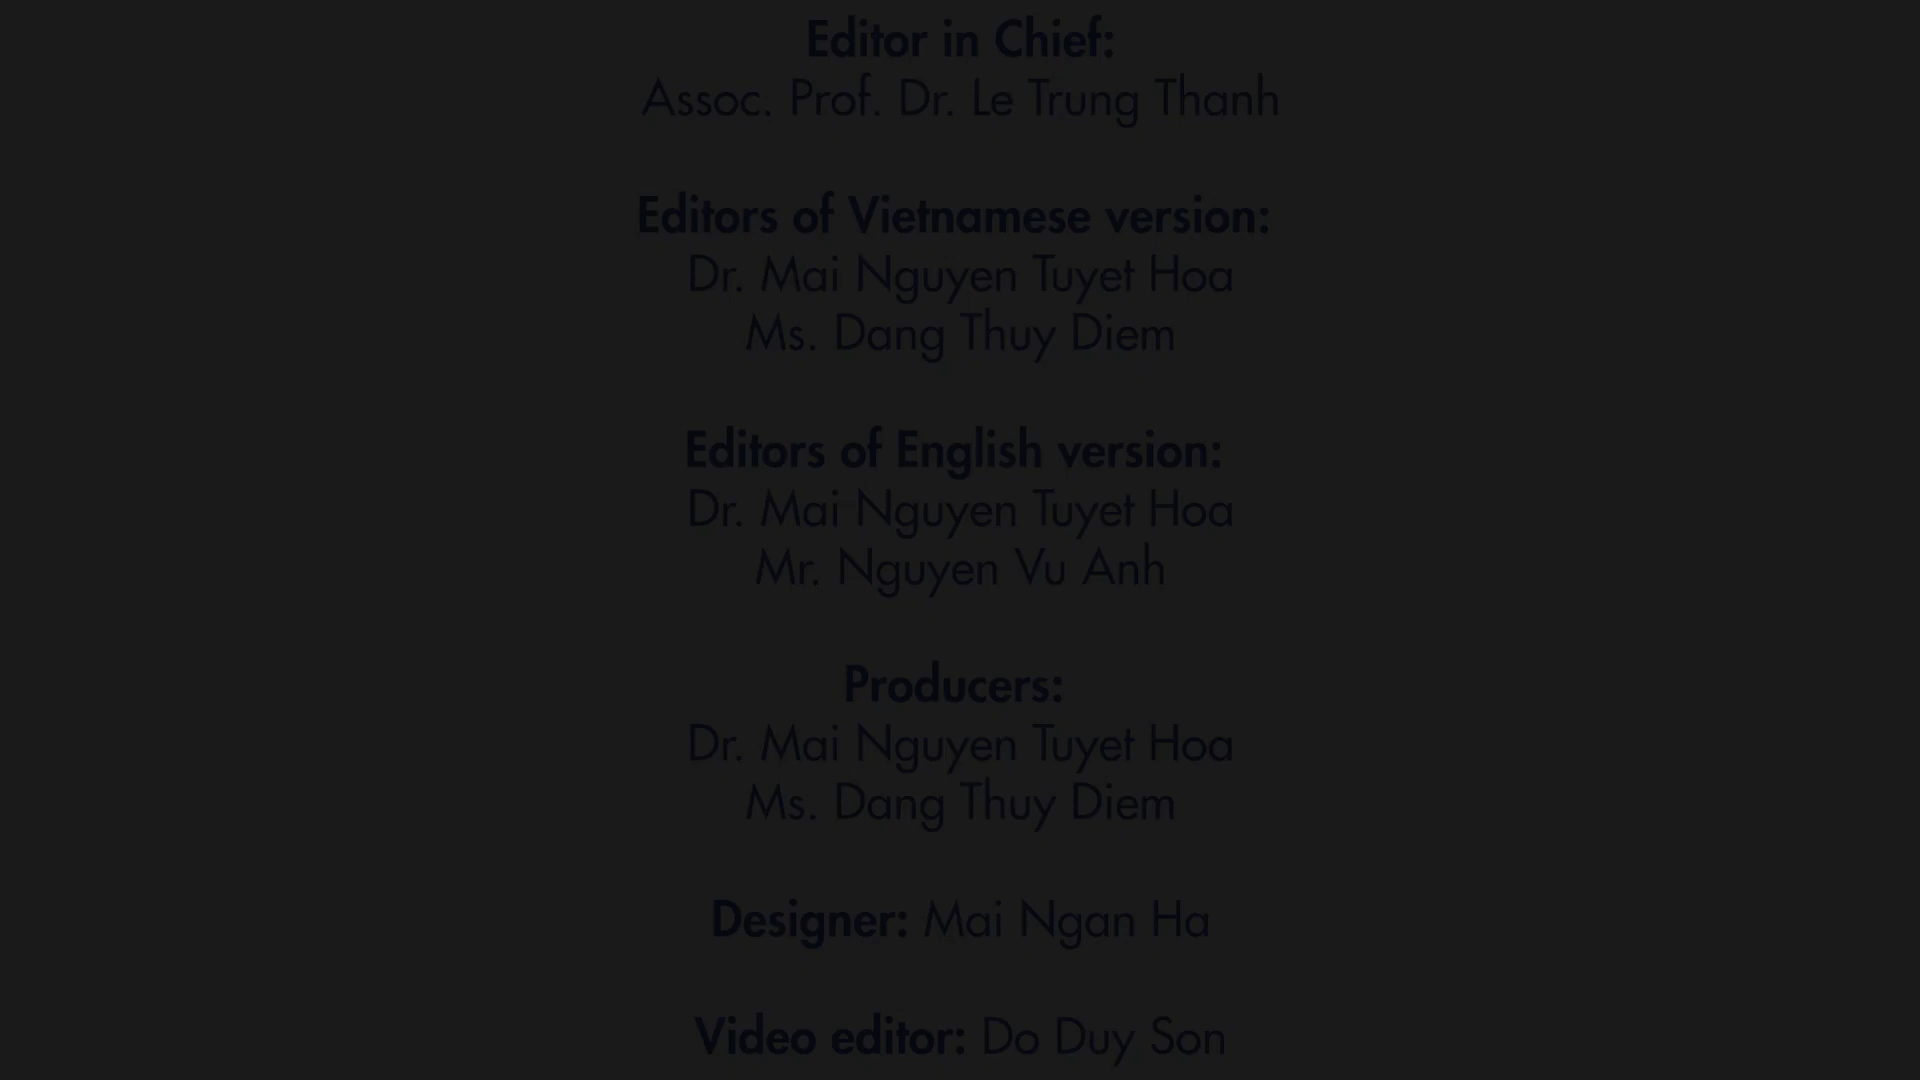 Editor in Chief:
Assoc. Prof. Dr. Le Trung Thanh
Editors of Vietnamese version:
Dr. Mai Nguyen Tuyet Hoa
Ms. Dang Thuy Diem
Editors of English version:
Dr. Mai Nguyen Tuyet Hoa
Mr. Nguyen Vu Anh
Producers:
Dr. Mai Nguyen Tuyet Hoa
Ms. Dang Thuy Diem
Designer: Mai Ngan Ha
Video editor: Do Duy Son